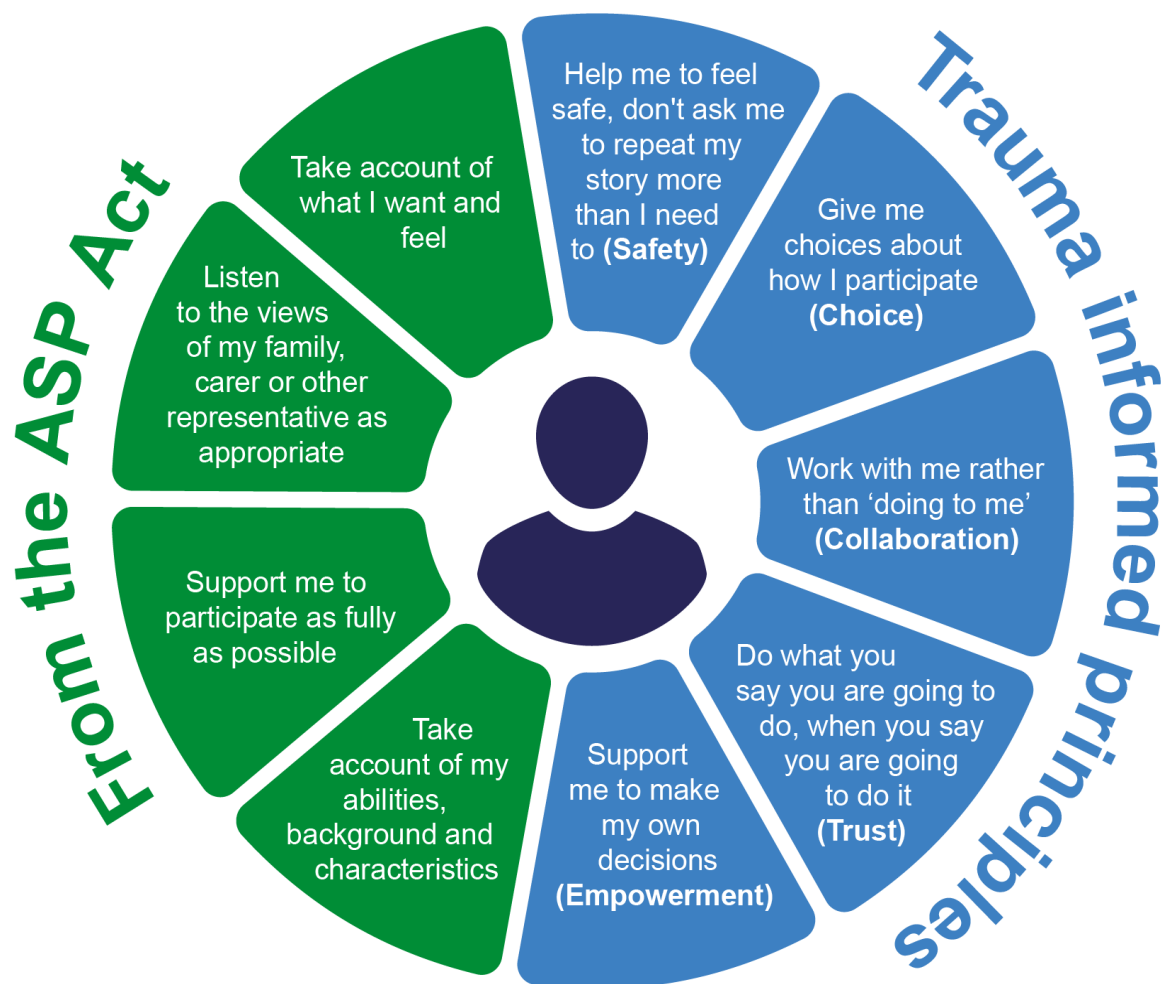 From the ASP Act
Take account of
what I want and
feel
Listen
to the views
of my family,
carer or other
representative as
appropriate
Support me to
participate as fully
as possible
Take
account of my
abilities,
background and
characteristics
Trauma informed principles
Help me to feel
safe, don't ask me
to repeat my
story more
than I need
to (Safety)
Give me
choices about
how I participate
(Choice)
Work with me rather
than ‘doing to me’
(Collaboration)
Do what you
say you are going to
do, when you say
you are going
to do it
(Trust)
Support
me to make
my own
decisions
(Empowerment)